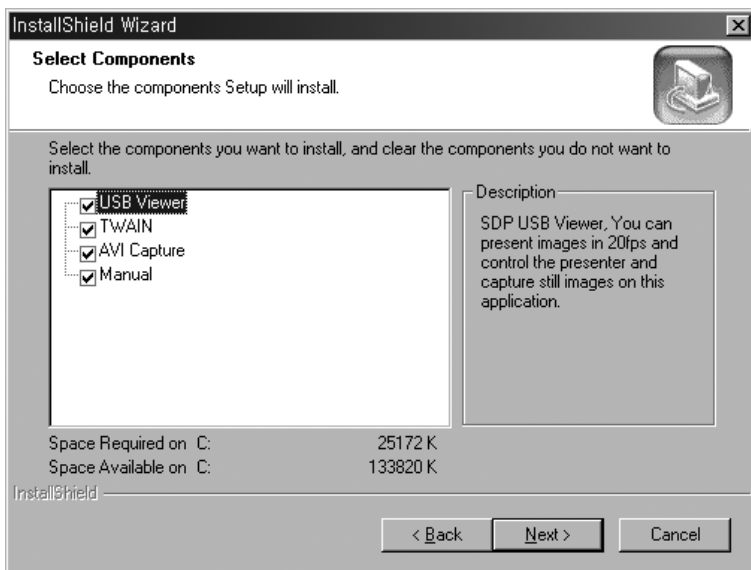 InstallShield Wizard
Select Components
Choose the components Setup will install.
Select the components you want to install, and clear the components you do not want to
install.
USB Viewer
TWAIN
AVI Capture
Manual
Description
SDP USB Viewer, You can
present images in 20fps and
control the presenter and
capture still images on this
application.
Space Required on C: 25172 K
Space Available on C: 133820 K
InstallShield
< Back Next > Cancel